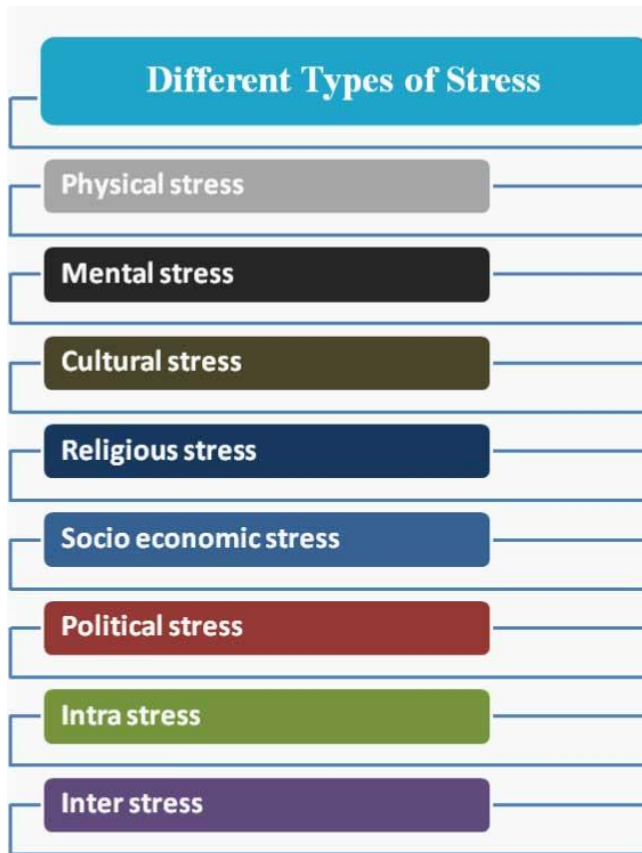 Different Types of Stress
Physical stress
Mental stress
Cultural stress
Religious stress
Socio economic stress
Political stress
Intra stress
Inter stress